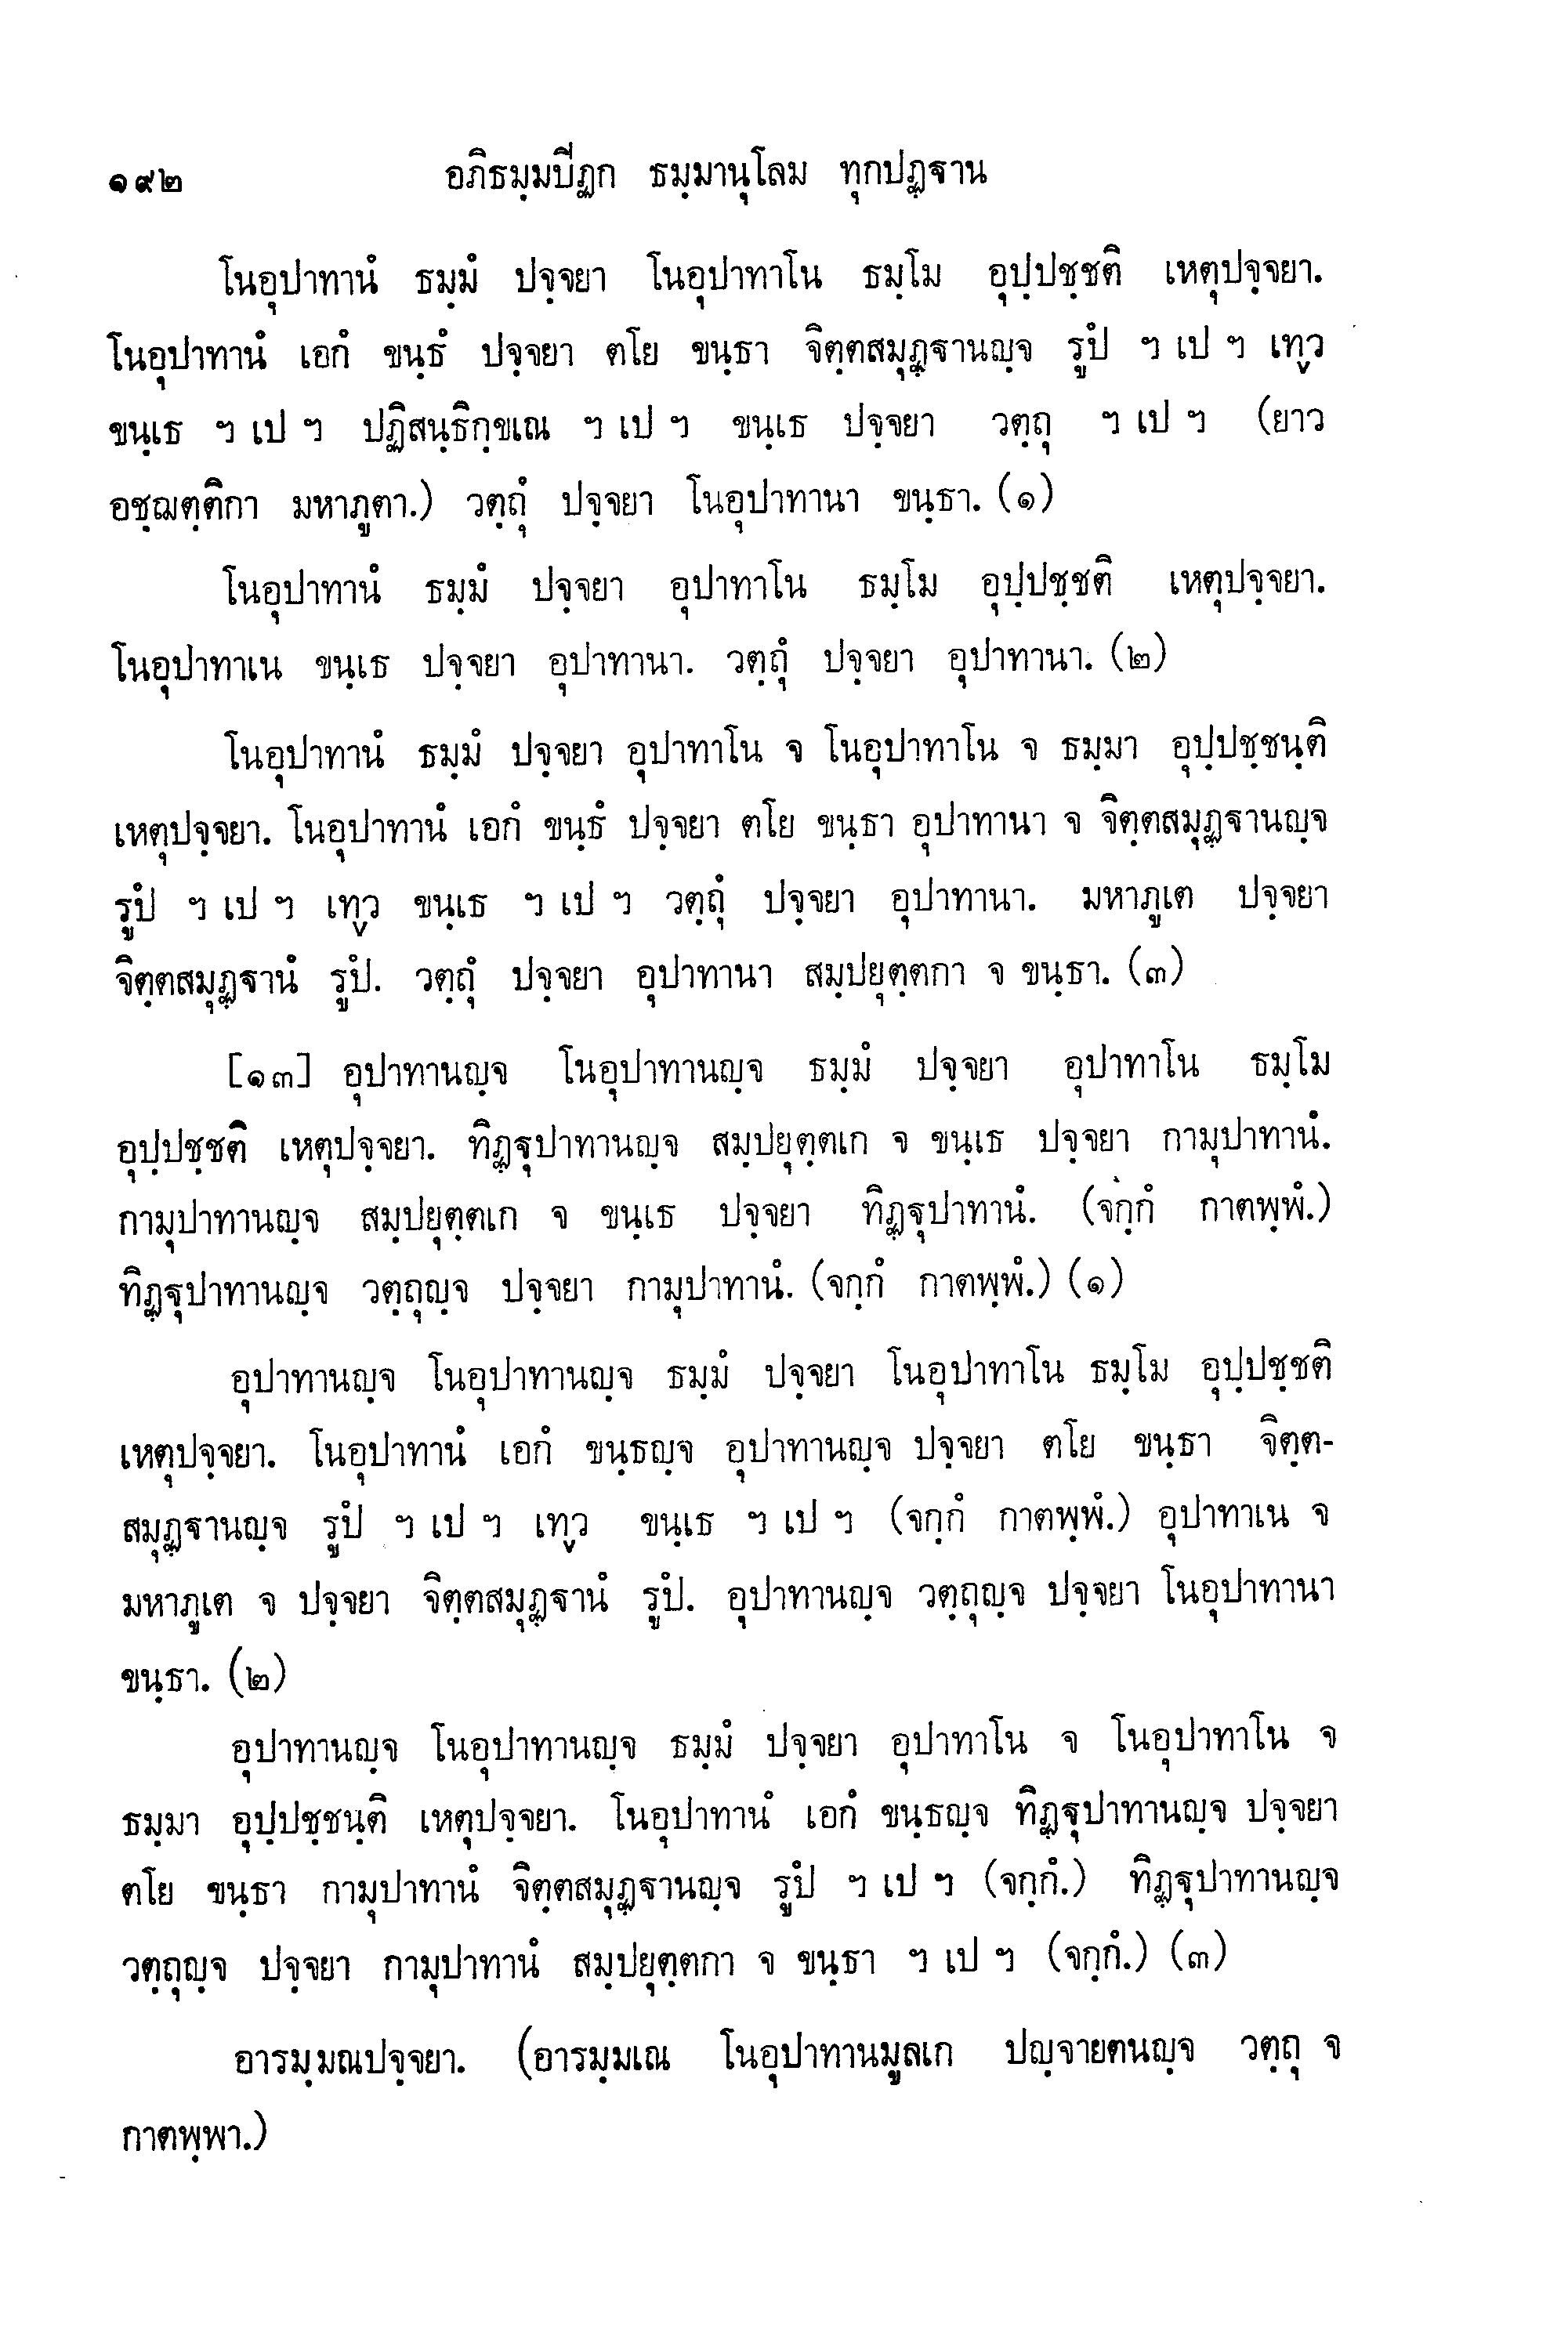 ๑๙๒ อภิธมฺมปีฏก ธมฺมานุโลม ทุกปฏฺฐาน
โนอุปาทานํ ธมฺมํ ปจฺจยา โนอุปาทาโน ธมฺโม อุปฺปชฺชติ เหตุปจฺจยา.
โนอุปาทานํ เอกํ ขนฺธํ ปจฺจยา ตโย ขนฺธา จิตฺตสมุฏฺฐานญฺจ รูปํ ฯ เป ฯ เทฺว
ขนฺเธ ฯ เป ฯ ปฏิสนฺธิกฺขเณ ฯ เป ฯ ขนฺเธ ปจฺจยา วตฺถุ ฯ เป ฯ (ยาว
อชฺฌตฺติกา มหาภูตา.) วตฺถุํ ปจฺจยา โนอุปาทานา ขนฺธา. (๑)
โนอุปาทานํ ธมฺมํ ปจฺจยา อุปาทาโน ธมฺโม อุปฺปชฺชติ เหตุปจฺจยา.
โนอุปาทาเน ขนฺเธ ปจฺจยา อุปาทานา. วตฺถุํ ปจฺจยา อุปาทานา. (๒)
โนอุปาทานํ ธมฺมํ ปจฺจยา อุปาทาโน จ โนอุปาทาโน จ ธมฺมา อุปฺปชฺชนฺติ
เหตุปจฺจยา. โนอุปาทานํ เอกํ ขนฺธํ ปจฺจยา ตโย ขนฺธา อุปาทานา จ จิตฺตสมุฏฺฐานญฺจ
รูปํ ฯ เป ฯ เทฺว ขนฺเธ ฯ เป ฯ วตฺถุํ ปจฺจยา อุปาทานา. มหาภูเต ปจฺจยา
จิตฺตสมุฏฺฐานํ รูปํ. วตฺถุํ ปจฺจยา อุปาทานา สมฺปยุตฺตกา จ ขนฺธา. (๓)
[๑๓] อุปาทานญฺจ โนอุปาทานญฺจ ธมฺมํ ปจฺจยา อุปาทาโน ธมฺโม
อุปฺปชฺชติ เหตุปจฺจยา. ทิฏฺฐุปาทานญฺจ สมฺปยุตฺตเก จ ขนฺเธ ปจฺจยา กามุปาทานํ.
กามุปาทานญฺจ สมฺปยุตฺตเก จ ขนฺเธ ปจฺจยา ทิฏฺฐุปาทานํ. (จกฺกํ กาตพฺพํ.)
ทิฏฺฐุปาทานญฺจ วตฺถุญฺจ ปจฺจยา กามุปาทานํ. (จกฺกํ กาตพฺพํ.) (๑)
อุปาทานญฺจ โนอุปาทานญฺจ ธมฺมํ ปจฺจยา โนอุปาทาโน ธมฺโม อุปฺปชฺชติ
เหตุปจฺจยา. โนอุปาทานํ เอกํ ขนฺธญฺจ อุปาทานญฺจ ปจฺจยา ตโย ขนฺธา จิตฺต-
สมุฏฺฐานญฺจ รูปํ ฯ เป ฯ เทฺว ขนฺเธ ฯ เป ฯ (จกฺกํ กาตพฺพํ.) อุปาทาเน จ
มหาภูเต จ ปจฺจยา จิตฺตสมุฏฺฐานํ รูปํ. อุปาทานญฺจ วตฺถุญฺจ ปจฺจยา โนอุปาทานา
ขนฺธา. (๒)
อุปาทานญฺจ โนอุปาทานญฺจ ธมฺมํ ปจฺจยา อุปาทาโน จ โนอุปาทาโน จ
ธมฺมา อุปฺปชฺชนฺติ เหตุปจฺจยา. โนอุปาทานํ เอกํ ขนฺธญฺจ ทิฏฺฐุปาทานญฺจ ปจฺจยา
ตโย ขนฺธา กามุปาทานํ จิตฺตสมุฏฺฐานญฺจ รูปํ ฯ เป ฯ (จกฺกํ.) ทิฏฺฐุปาทานญฺจ
วตฺถุญฺจ ปจฺจยา กามุปาทานํ สมฺปยุตฺตกา จ ขนฺธา ฯ เป ฯ (จกฺกํ.) (๓)
อารมฺมณปจฺจยา. (อารมฺมเณ โนอุปาทานมูลเก ปญฺจายตนญฺจ วตฺถุ จ
กาตพฺพา.)